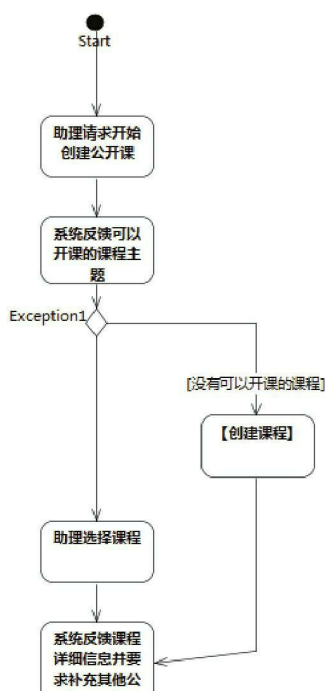 Start
助理请求开始
创建公开课
系统反馈可以
开课的课程主
题
Exception1
[没有可以开课的课程]
【创建课程】
助理选择课程
系统反馈课程
详细信息并要
求补充其他公